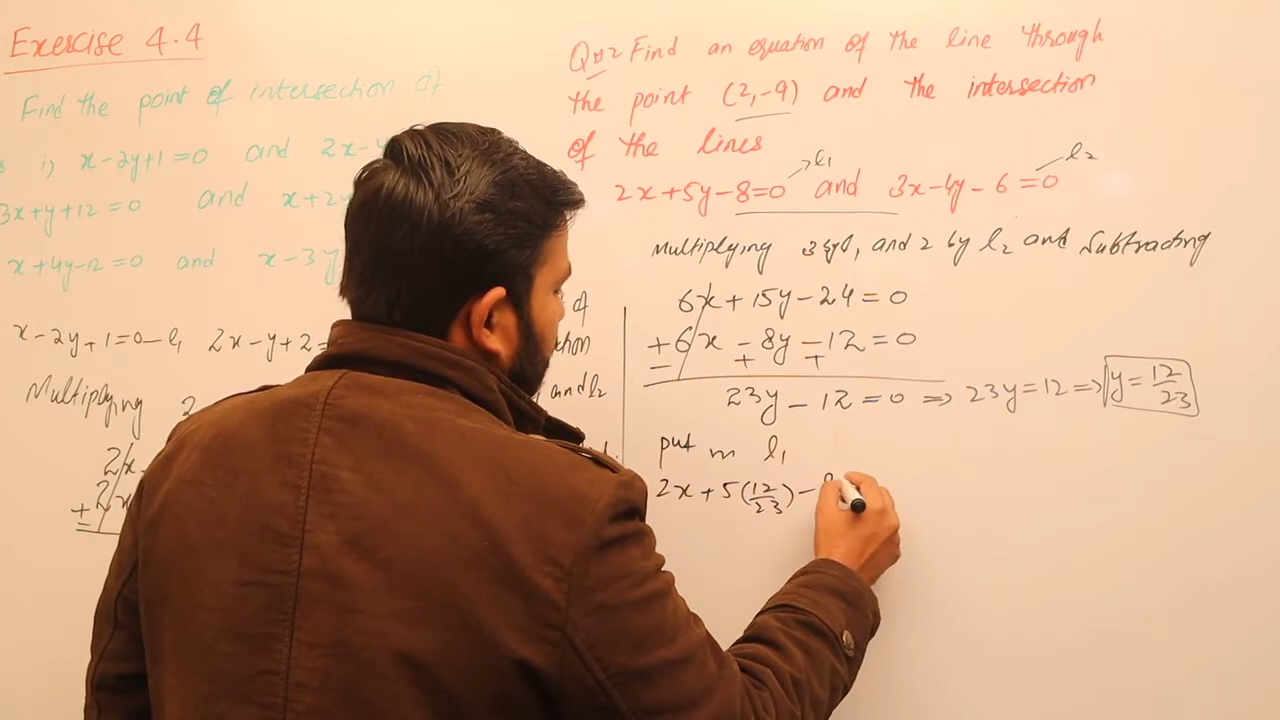 Exercise 4.4
Find the point of intersection of
i) x-2y+1=0 and 2x-y
3x+y+12=0 and x+2y
x+4y-12=0 and x-3y
x-2y+1=0-l1 2x-y+2=
Multiplying 2
2x
2x
+
-
of
and l2
Q#2 Find an equation of the line through
the point (2,-9) and the intersection
of the lines
2x+5y-8=0 → l1 and 3x-4y-6=0 l2
Multiplying 3 by l1 and 2 by l2 and Subtracting
6x+15y-24=0
+6x-8y-12=0
- + +
23y-12=0 => 23y=12 => y=12/23
put in l1
2x+5(12/23)-